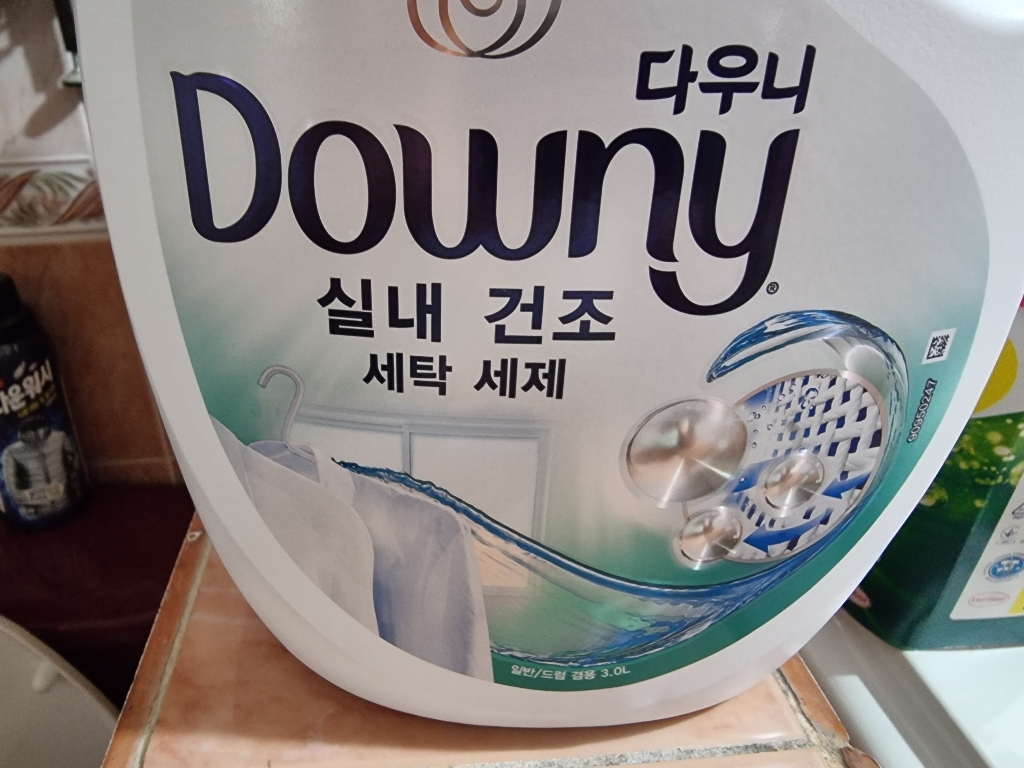 다우니
Downy®
실내 건조
세탁 세제
90950247
일반/드럼 겸용 3.0L